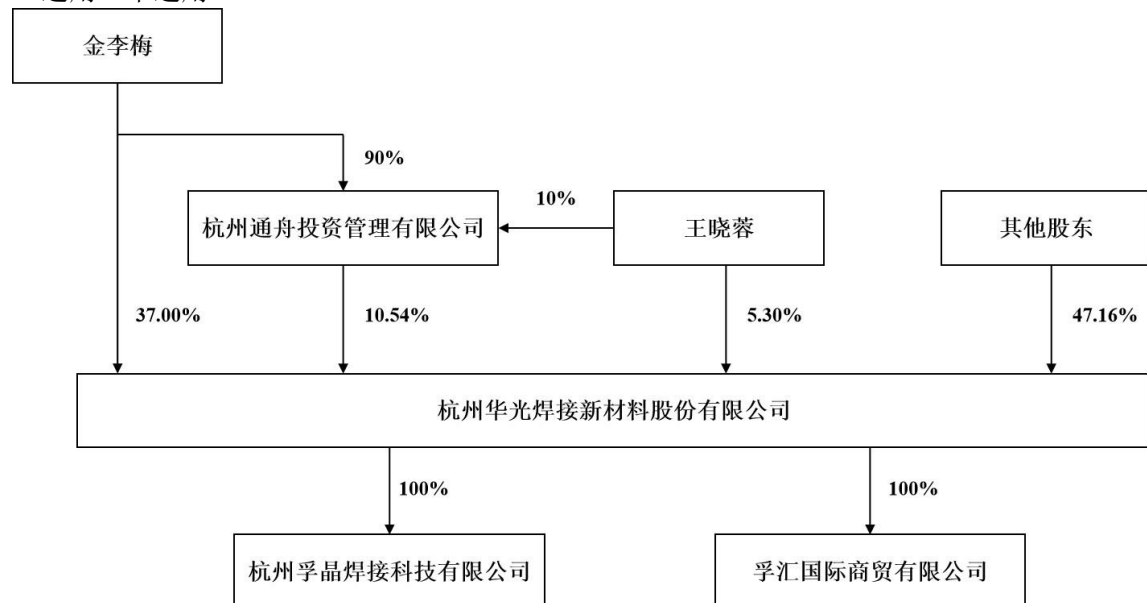 金李梅
90%
10%
杭州通舟投资管理有限公司
王晓蓉
其他股东
37.00%
10.54%
5.30%
47.16%
杭州华光焊接新材料股份有限公司
100%
100%
杭州孚晶焊接科技有限公司
孚汇国际商贸有限公司